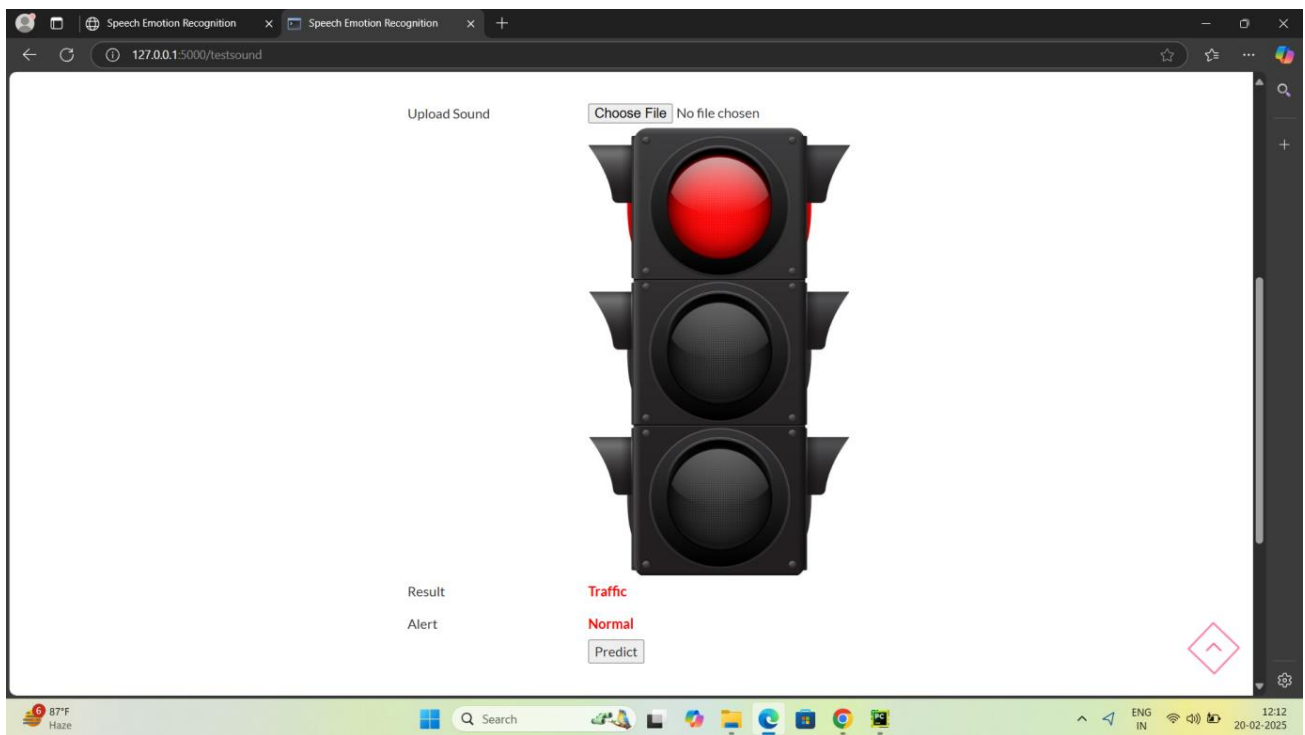 Speech Emotion Recognition
Speech Emotion Recognition
127.0.0.1:5000/testsound
Upload Sound Choose File No file chosen
Result Traffic
Alert Normal
Predict
6
87°F
Haze
Search
ENG
IN
12:12
20-02-2025